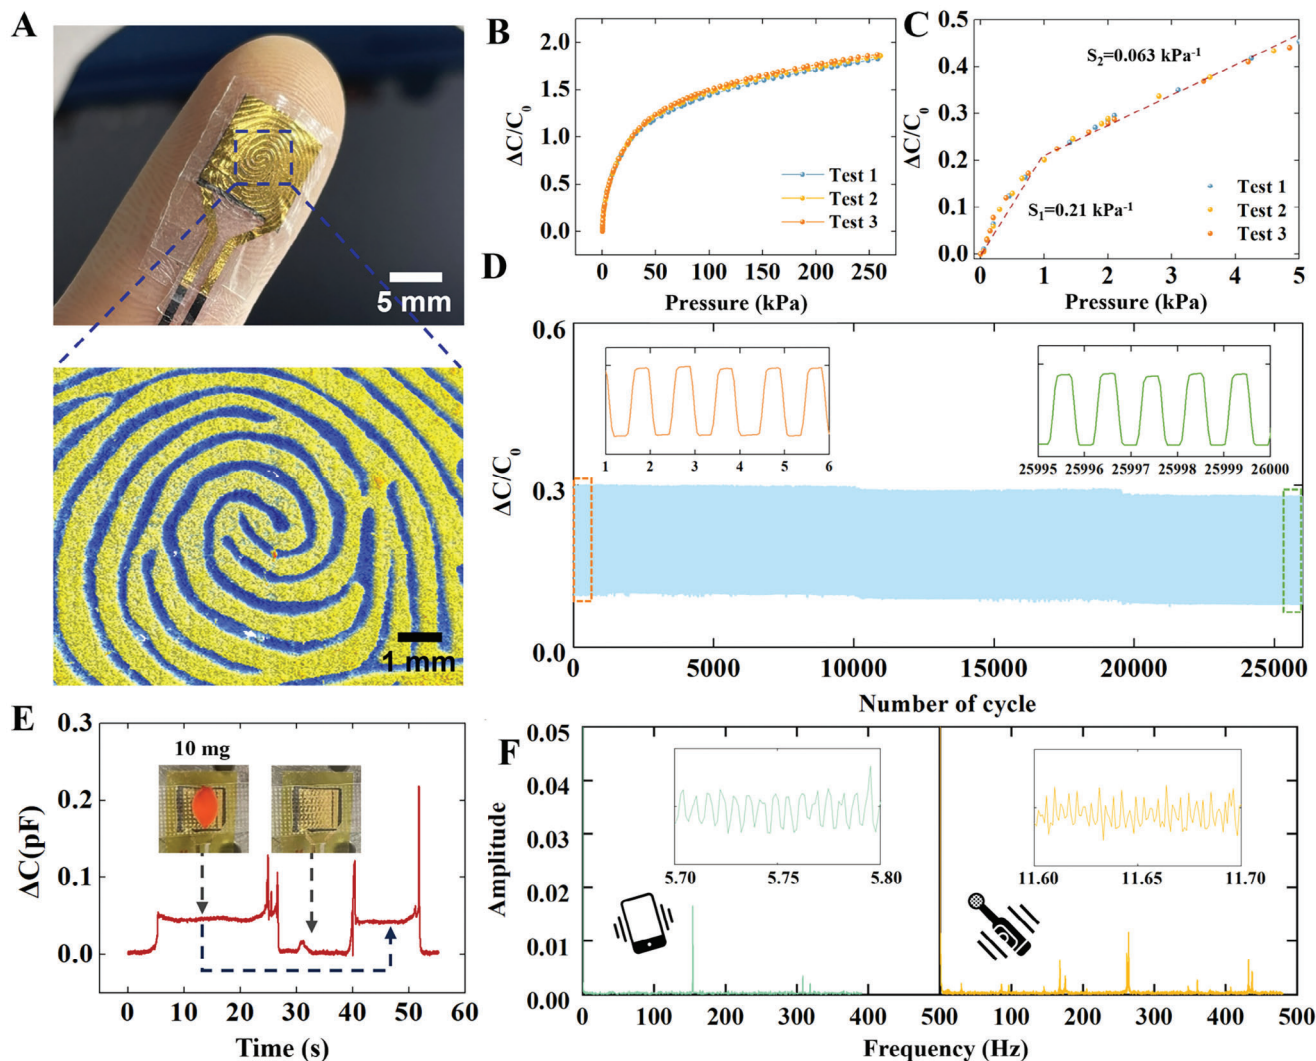 A
5 mm
1 mm
B
ΔC/C₀
2.0
1.5
1.0
0.5
0.0
Test 1
Test 2
Test 3
0 50 100 150 200 250
Pressure (kPa)
C
ΔC/C₀
0.5
0.4
0.3
0.2
0.1
0.0
S₂=0.063 kPa⁻¹
S₁=0.21 kPa⁻¹
Test 1
Test 2
Test 3
0 1 2 3 4 5
Pressure (kPa)
D
ΔC/C₀
0.6
0.3
0.0
1 2 3 4 5 6
25995 25996 25997 25998 25999 26000
0 5000 10000 15000 20000 25000
Number of cycle
E
ΔC(pF)
0.3
0.2
0.1
0.0
10 mg
0 10 20 30 40 50 60
Time (s)
F
Amplitude
0.05
0.04
0.03
0.02
0.01
0.00
5.70 5.75 5.80
11.60 11.65 11.70
0 100 200 300 400 500 100 200 300 400 500
Frequency (Hz)